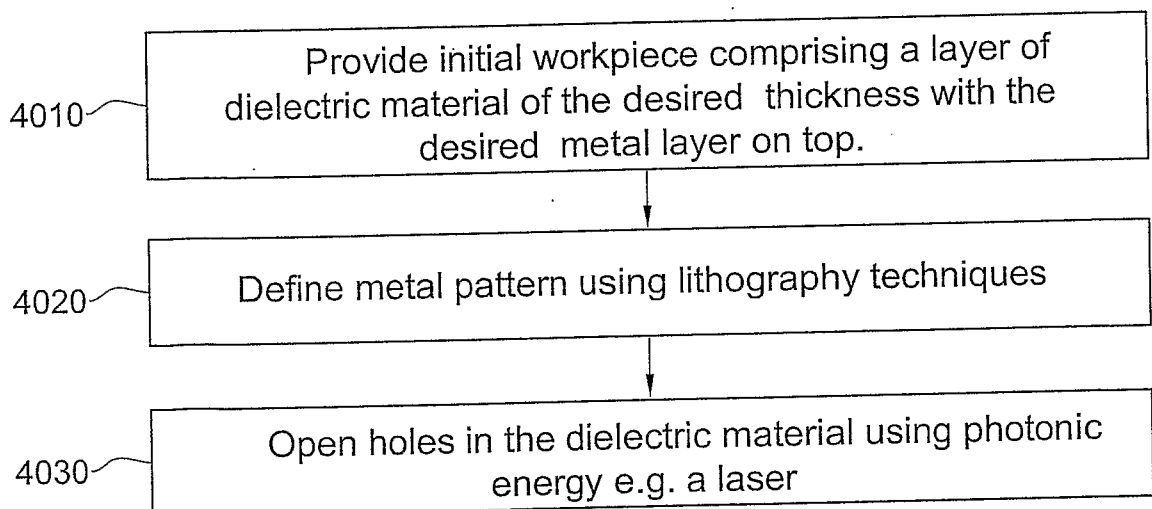 Provide initial workpiece comprising a layer of
4010 dielectric material of the desired thickness with the
desired metal layer on top.
4020 Define metal pattern using lithography techniques
Open holes in the dielectric material using photonic
4030 energy e.g. a laser